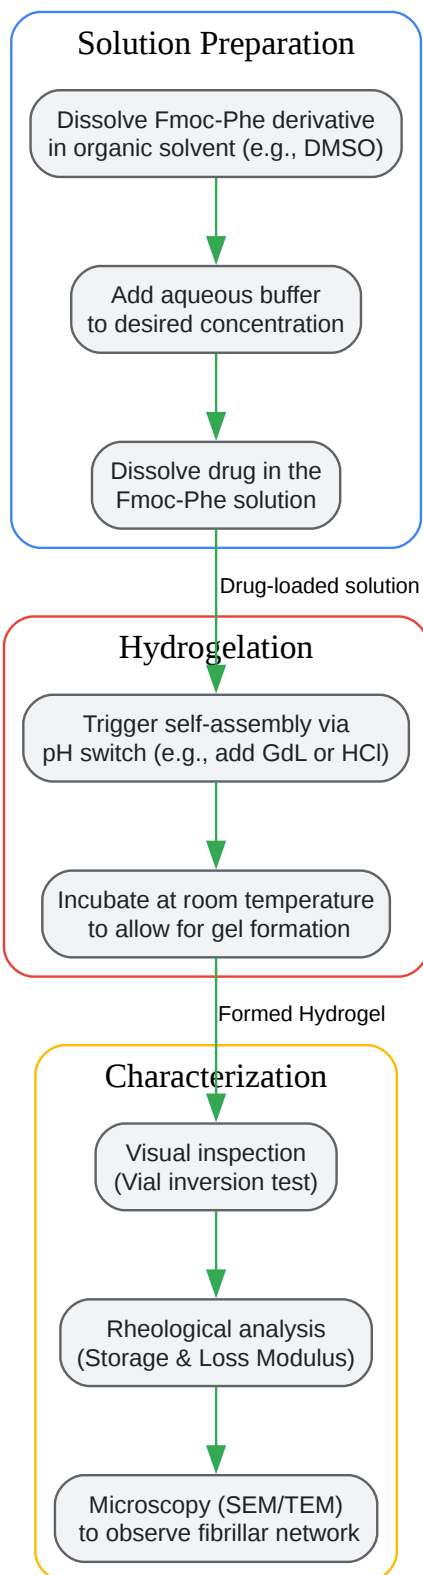 Solution Preparation
Dissolve Fmoc-Phe derivative
in organic solvent (e.g., DMSO)
Add aqueous buffer
to desired concentration
Dissolve drug in the
Fmoc-Phe solution
Drug-loaded solution
Hydrogelation
Trigger self-assembly via
pH switch (e.g., add GdL or HCl)
Incubate at room temperature
to allow for gel formation
Formed Hydrogel
Characterization
Visual inspection
(Vial inversion test)
Rheological analysis
(Storage & Loss Modulus)
Microscopy (SEM/TEM)
to observe fibrillar network